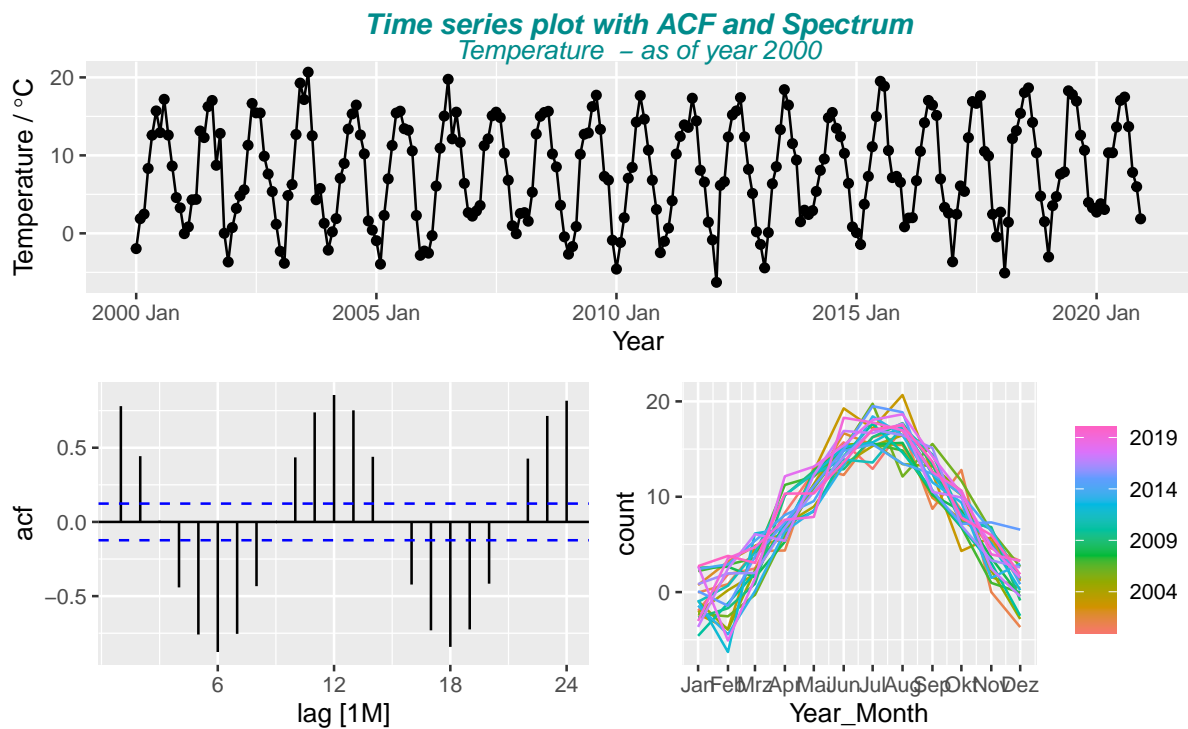 Time series plot with ACF and Spectrum
Temperature – as of year 2000
Temperature / °C
20
10
0
2000 Jan
2005 Jan
2010 Jan
2015 Jan
2020 Jan
Year
acf
0.5
0.0
−0.5
6
12
18
24
lag [1M]
count
20
10
0
Jan
Feb
Mrz
Apr
Mai
Jun
Jul
Aug
Sep
Okt
Nov
Dez
Year_Month
2019
2014
2009
2004